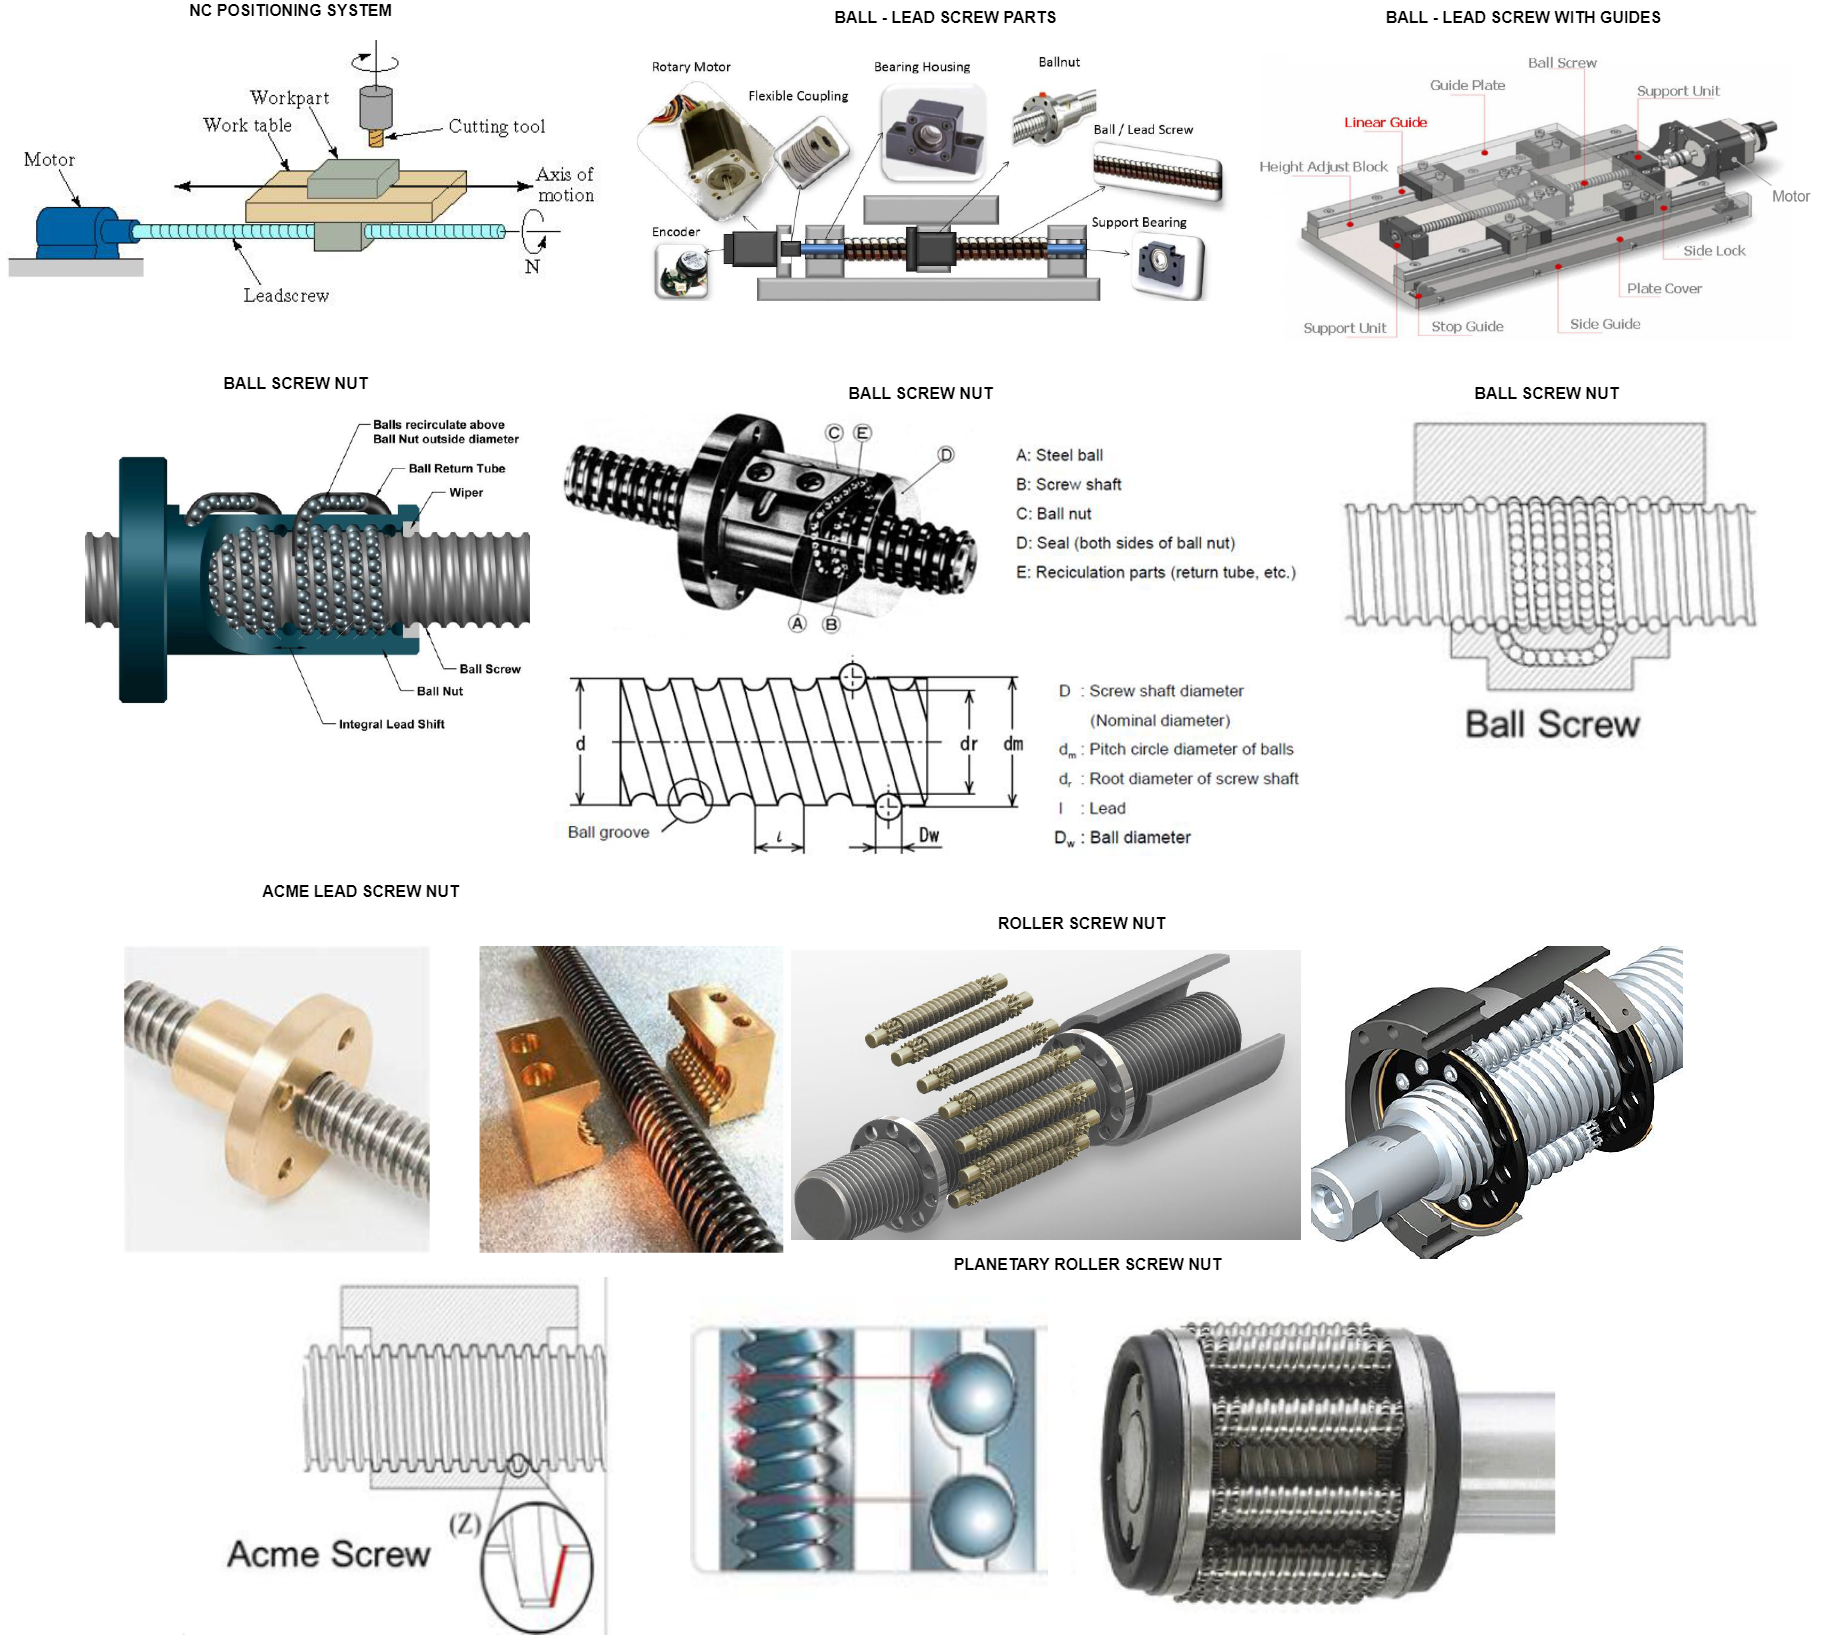 NC POSITIONING SYSTEM
Workpart
Work table
Cutting tool
Motor
Axis of
motion
N
Leadscrew
BALL - LEAD SCREW PARTS
Rotary Motor
Flexible Coupling
Bearing Housing
Ballnut
Ball / Lead Screw
Encoder
Support Bearing
BALL - LEAD SCREW WITH GUIDES
Ball Screw
Guide Plate
Support Unit
Linear Guide
Height Adjust Block
Motor
Side Lock
Plate Cover
Side Guide
Stop Guide
Support Unit
BALL SCREW NUT
Balls recirculate above
Ball Nut outside diameter
Ball Return Tube
Wiper
Ball Screw
Ball Nut
Integral Lead Shift
BALL SCREW NUT
C E
D
A B
A: Steel ball
B: Screw shaft
C: Ball nut
D: Seal (both sides of ball nut)
E: Reciculation parts (return tube, etc.)
d
dr
dm
Ball groove
l
Dw
D : Screw shaft diameter
(Nominal diameter)
dm : Pitch circle diameter of balls
dr : Root diameter of screw shaft
l : Lead
Dw : Ball diameter
BALL SCREW NUT
Ball Screw
ACME LEAD SCREW NUT
(Z)
Acme Screw
ROLLER SCREW NUT
PLANETARY ROLLER SCREW NUT